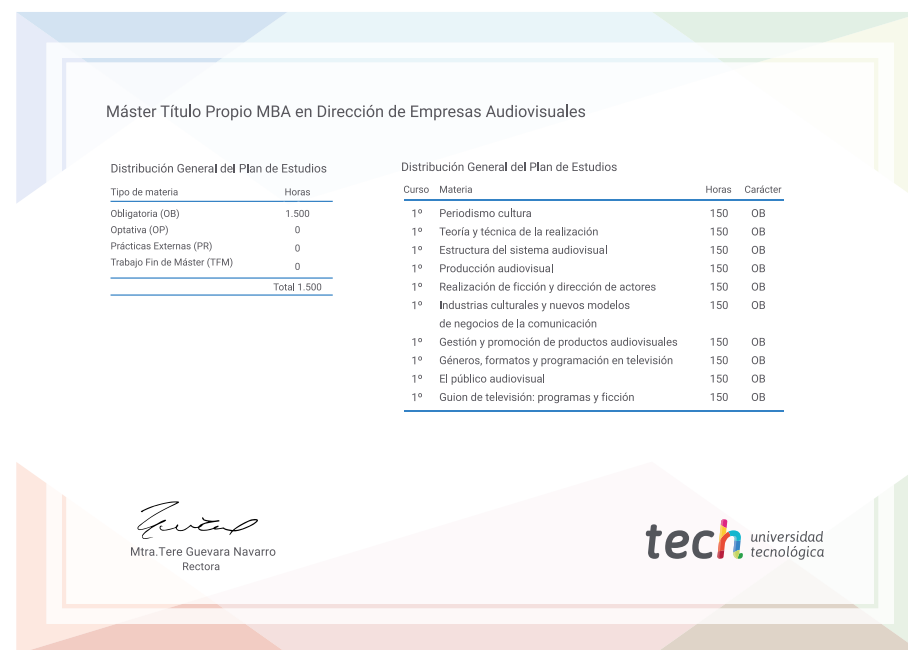 Máster Título Propio MBA en Dirección de Empresas Audiovisuales
Distribución General del Plan de Estudios
Tipo de materia Horas
Obligatoria (OB) 1.500
Optativa (OP) 0
Prácticas Externas (PR) 0
Trabajo Fin de Máster (TFM) 0
Total 1.500
Distribución General del Plan de Estudios
Curso Materia Horas Carácter
1º Periodismo cultura 150 OB
1º Teoría y técnica de la realización 150 OB
1º Estructura del sistema audiovisual 150 OB
1º Producción audiovisual 150 OB
1º Realización de ficción y dirección de actores 150 OB
1º Industrias culturales y nuevos modelos 150 OB
de negocios de la comunicación
1º Gestión y promoción de productos audiovisuales 150 OB
1º Géneros, formatos y programación en televisión 150 OB
1º El público audiovisual 150 OB
1º Guion de televisión: programas y ficción 150 OB
Mtra.Tere Guevara Navarro
Rectora
tech universidad
tecnológica